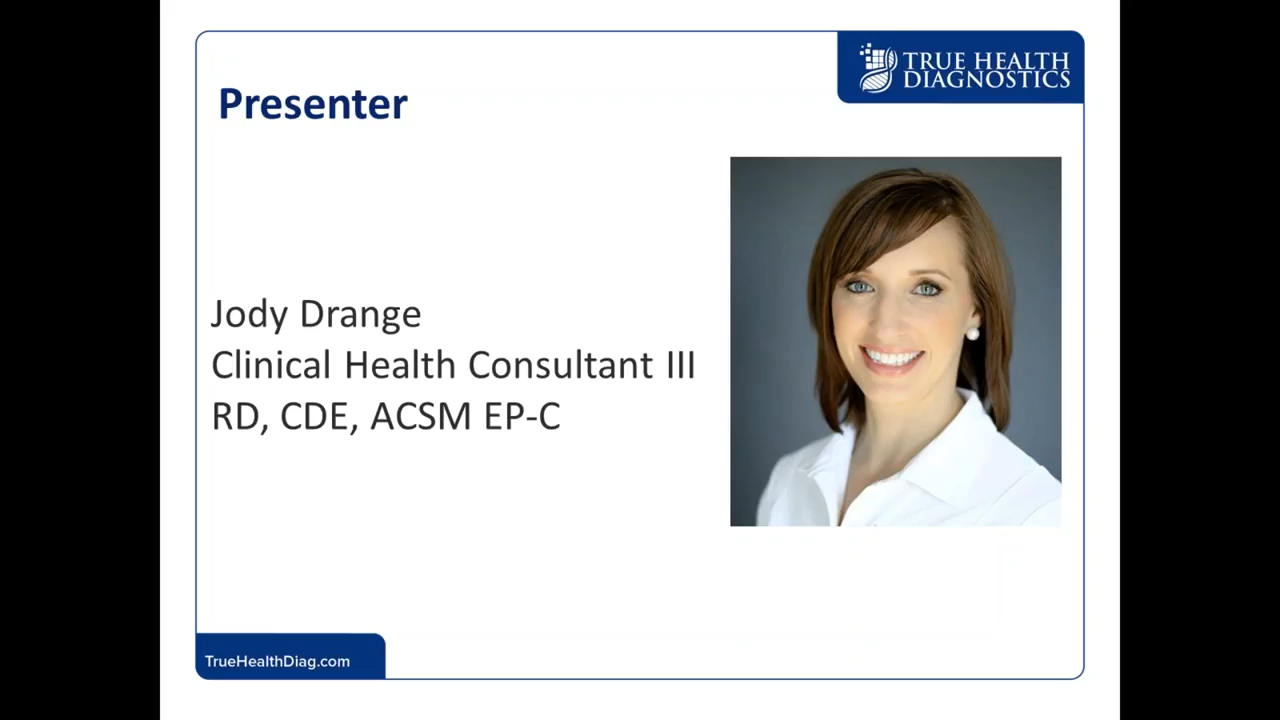 TRUE HEALTH
DIAGNOSTICS
Presenter
Jody Drange
Clinical Health Consultant III
RD, CDE, ACSM EP-C
TrueHealthDiag.com